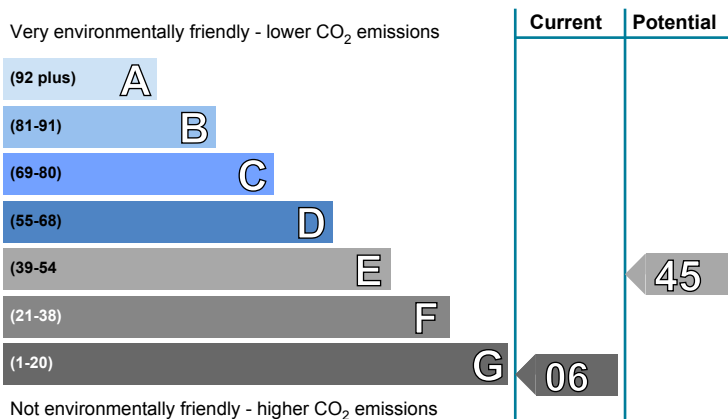 Current Potential
Very environmentally friendly - lower CO2 emissions
(92 plus) A
(81-91) B
(69-80) C
(55-68) D
(39-54 E
45
(21-38) F
(1-20) G
06
Not environmentally friendly - higher CO2 emissions